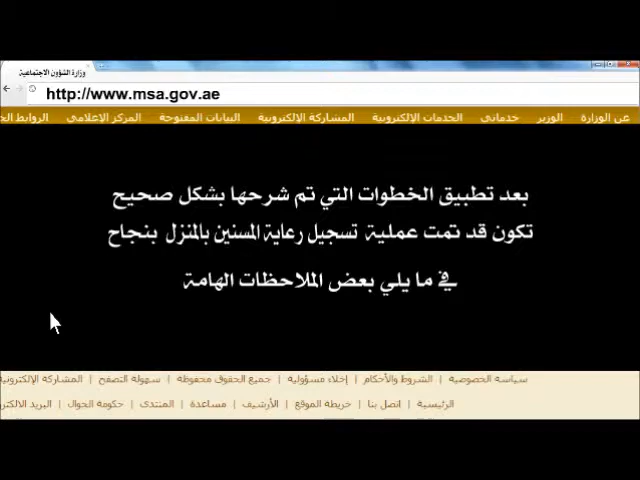 وزارة الشؤون الاجتماعية
http://www.msa.gov.ae
عن الوزارة الوزير خدماتي الخدمات الإلكترونية المشاركة الإلكترونية البيانات المفتوحة المركز الإعلامي الروابط
بعد تطبيق الخطوات التي تم شرحها بشكل صحيح
تكون قد تمت عملية تسجيل رعاية المسنين بالمنزل بنجاح
في ما يلي بعض الملاحظات الهامة
سياسة الخصوصية | الشروط والأحكام | إخلاء مسؤولية | جميع الحقوق محفوظة | سهولة التصفح | المشاركة الإلكترونية
الرئيسية | اتصل بنا | خريطة الموقع | الأرشيف | مساعدة | المنتدى | حكومة الجوال | البريد الالكترو